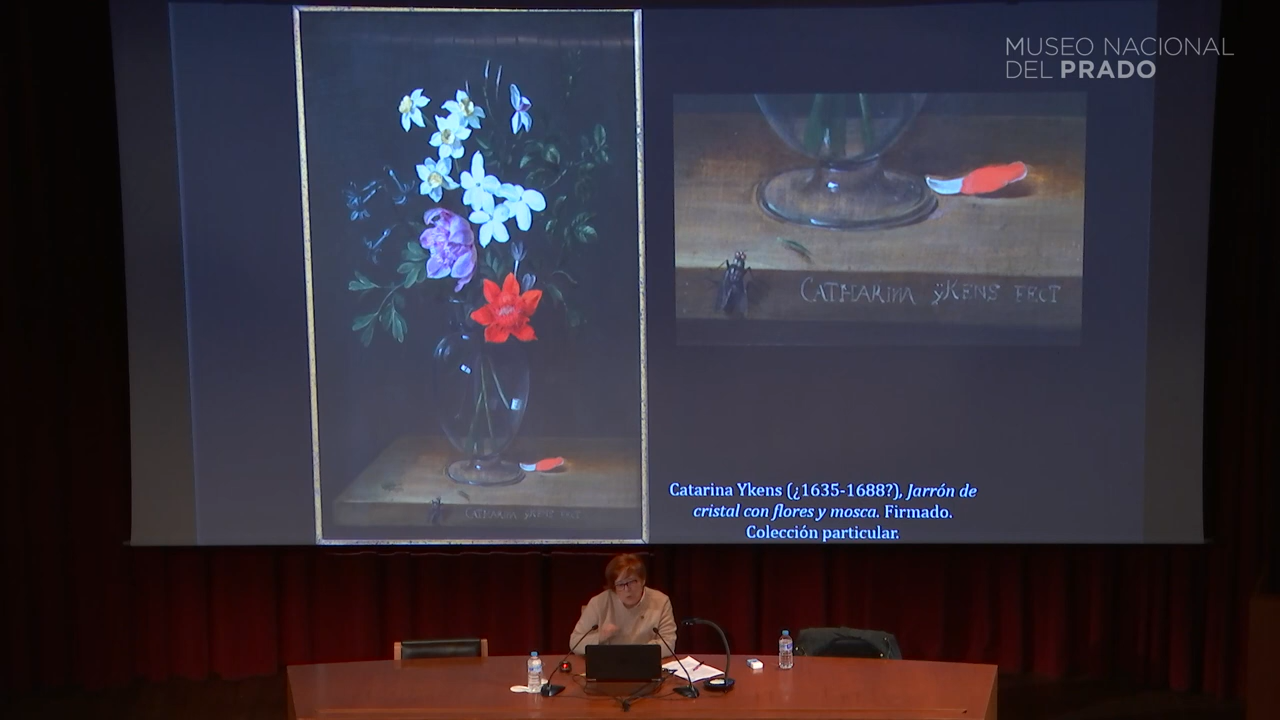 MUSEO NACIONAL
DEL PRADO
CATHARINA ÿKENS FECT
Catarina Ykens (¿1635-1688?), Jarrón de
cristal con flores y mosca. Firmado.
Colección particular.